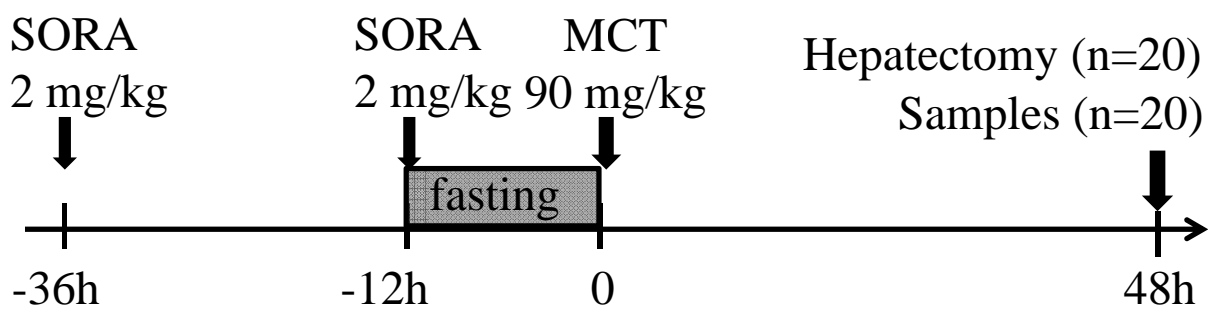 SORA
2 mg/kg
SORA
2 mg/kg
MCT
90 mg/kg
Hepatectomy (n=20)
Samples (n=20)
fasting
-36h
-12h
0
48h